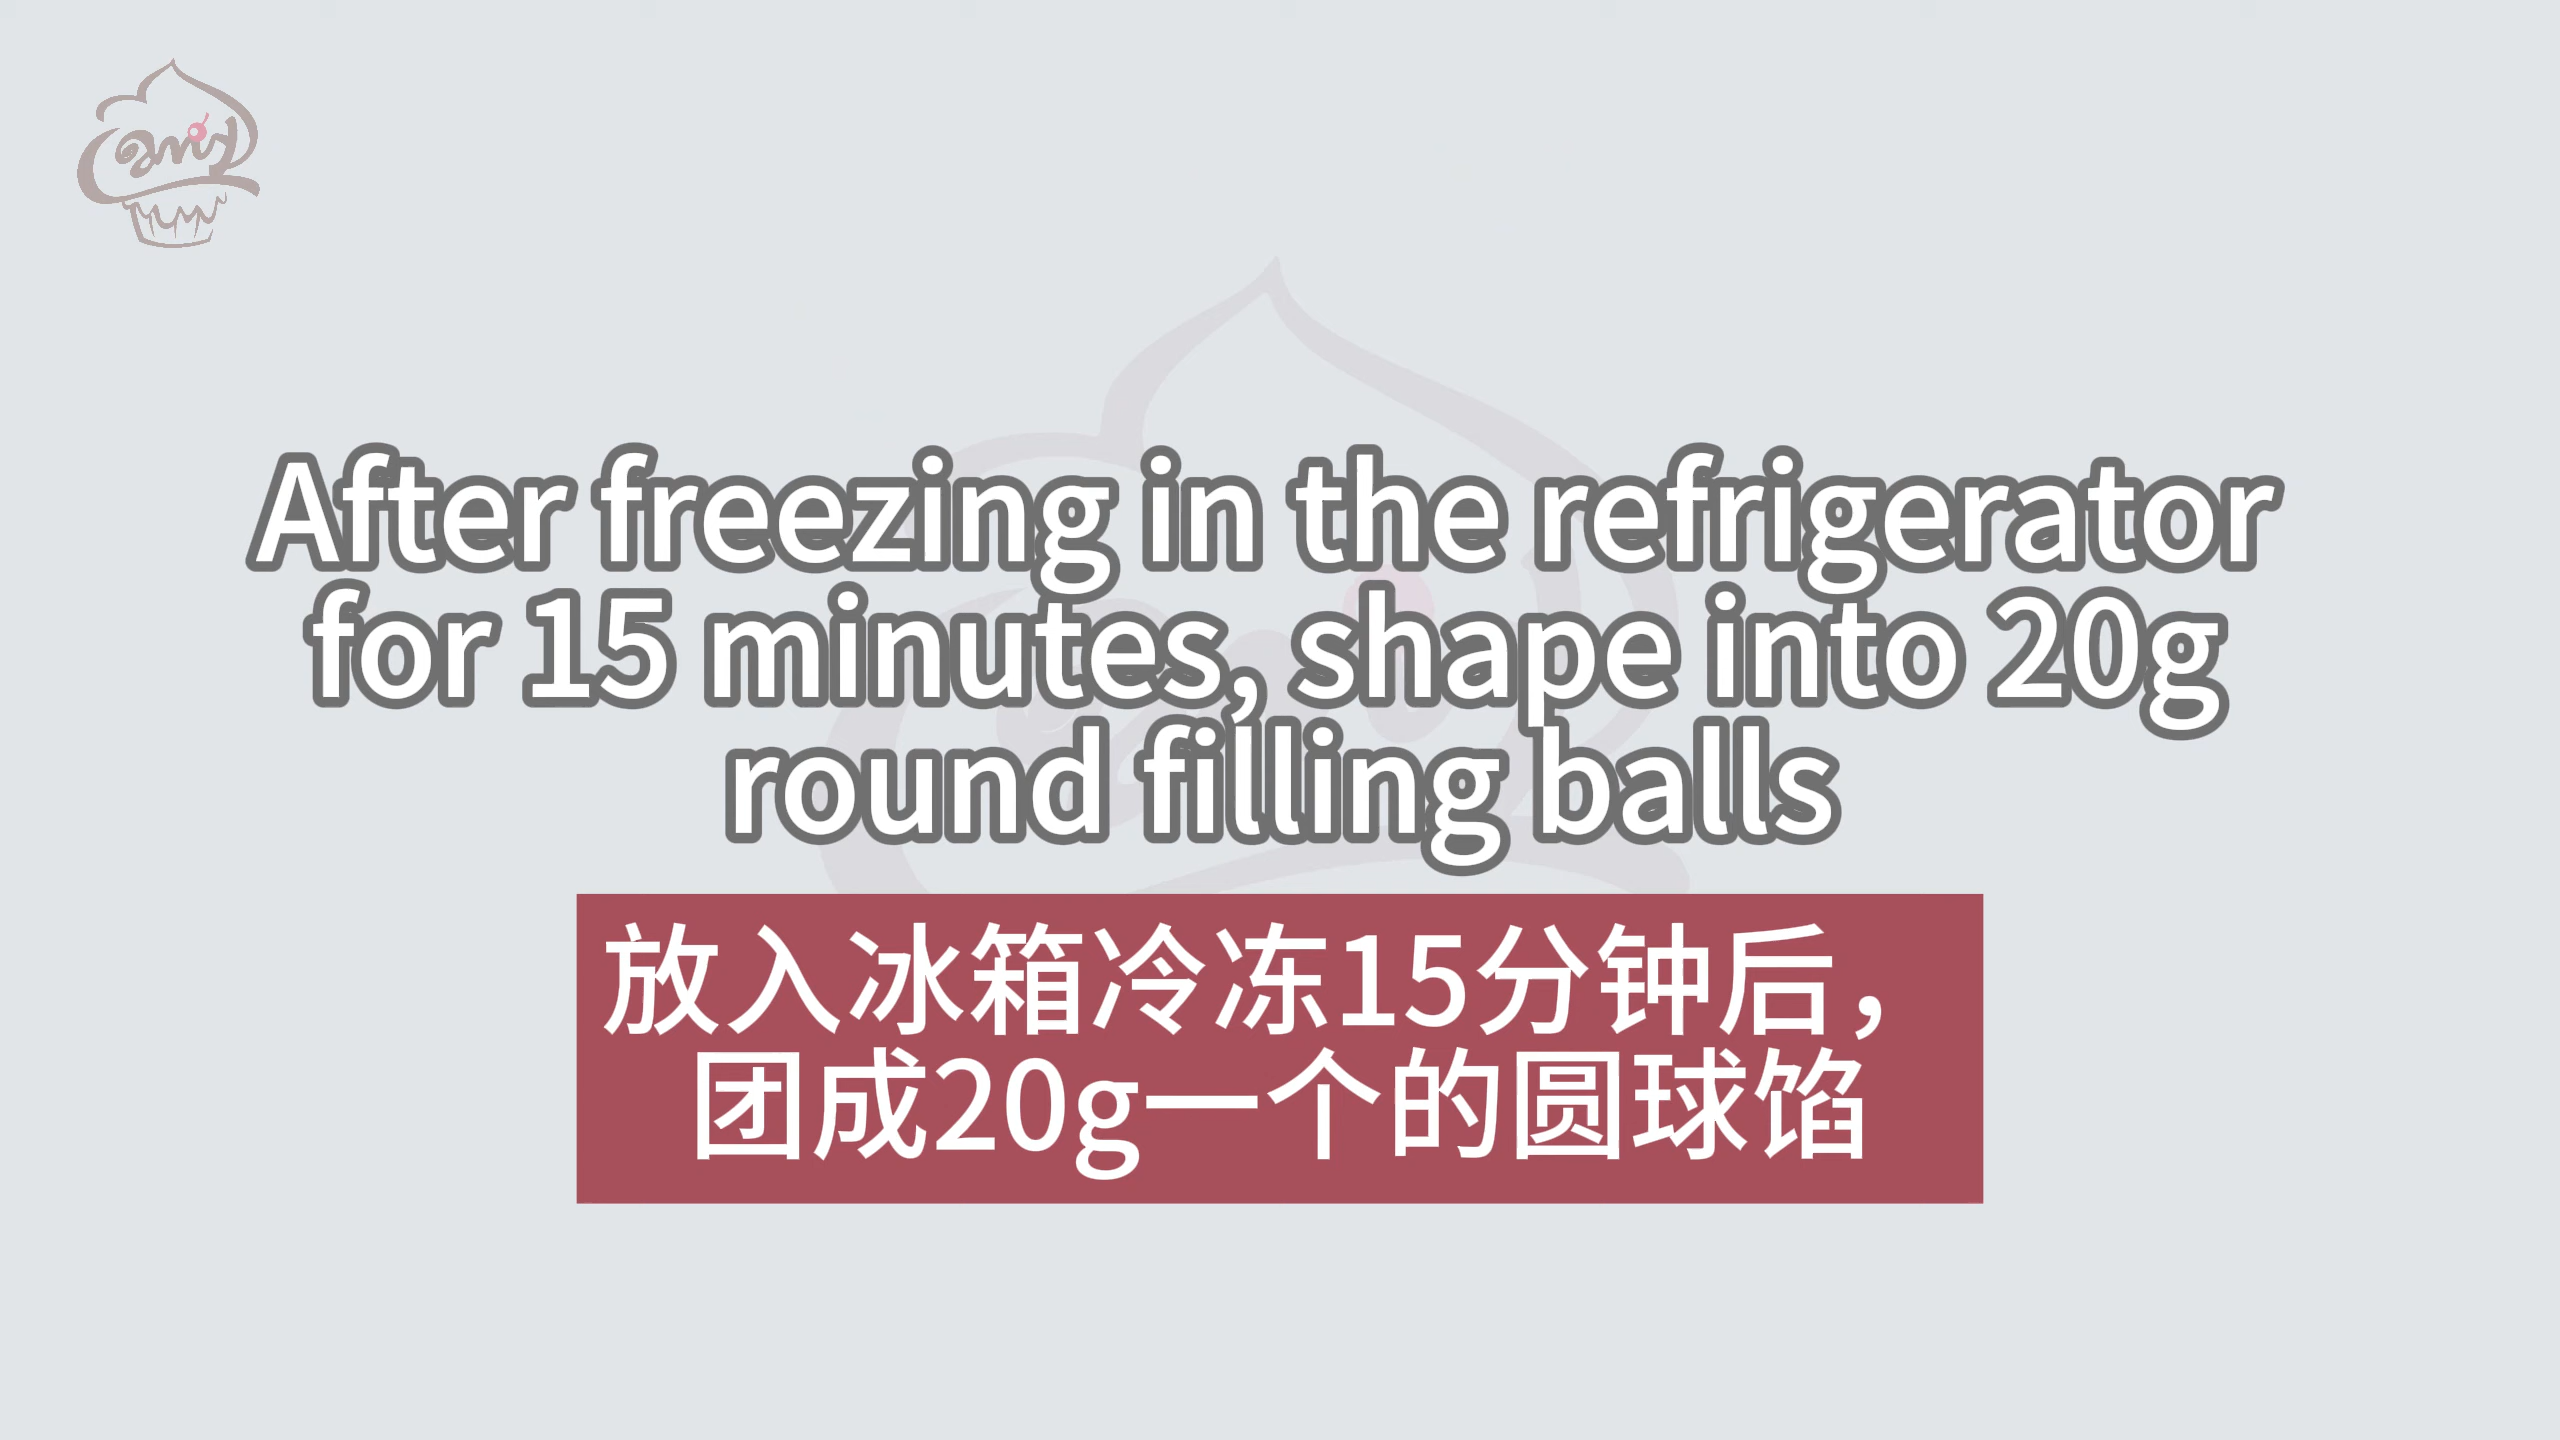 After freezing in the refrigerator
for 15 minutes, shape into 20g
round filling balls
放入冰箱冷冻15分钟后，
团成20g一个的圆球馅